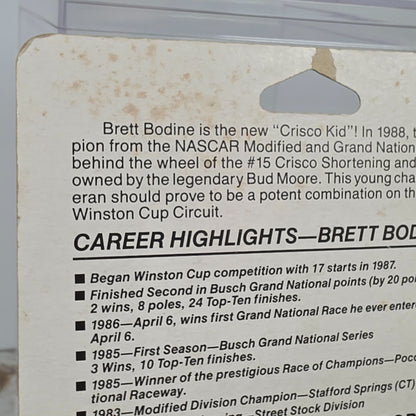 Brett Bodine is the new "Crisco Kid"! In 1988,
pion from the NASCAR Modified and Grand Nation
behind the wheel of the #15 Crisco Shortening and
owned by the legendary Bud Moore. This young cha
eran should prove to be a potent combination on th
Winston Cup Circuit.
CAREER HIGHLIGHTS—BRETT BOD
■ Began Winston Cup competition with 17 starts in 1987.
■ Finished Second in Busch Grand National points (by 20 po
2 wins, 8 poles, 24 Top-Ten finishes.
■ 1986—April 6, wins first Grand National Race he ever enter
April 6.
■ 1985—First Season—Busch Grand National Series
3 Wins, 10 Top-Ten finishes.
■ 1985—Winner of the prestigious Race of Champions—Poco
tional Raceway.
■ 1983—Modified Division Champion—Stafford Springs (CT)
—Street Stock Division